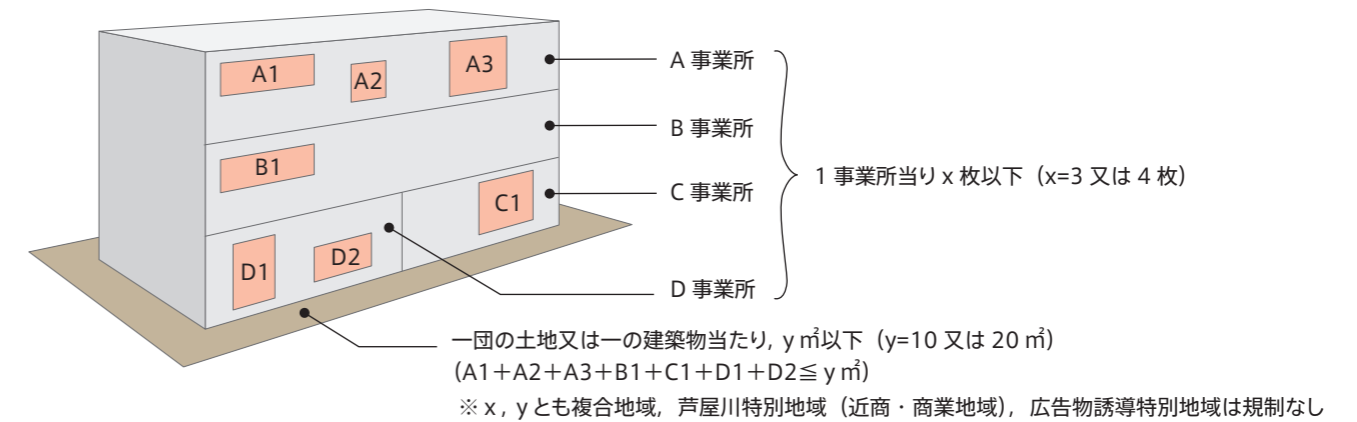 A1
A2
A3
A 事業所
B 事業所
B1
1 事業所当り x 枚以下（x=3 又は 4 枚）
C 事業所
C1
D1
D2
D 事業所
一団の土地又は一の建築物当たり, y ㎡以下（y=10 又は 20 ㎡）
（A1＋A2＋A3＋B1＋C1＋D1＋D2≦ y ㎡）
※ x , y とも複合地域，芦屋川特別地域（近商・商業地域），広告物誘導特別地域は規制なし